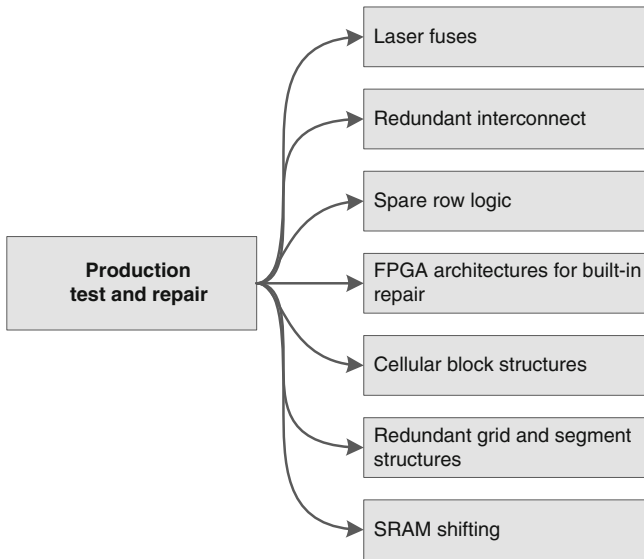 Laser fuses
Redundant interconnect
Spare row logic
Production
test and repair
FPGA architectures for built-in
repair
Cellular block structures
Redundant grid and segment
structures
SRAM shifting